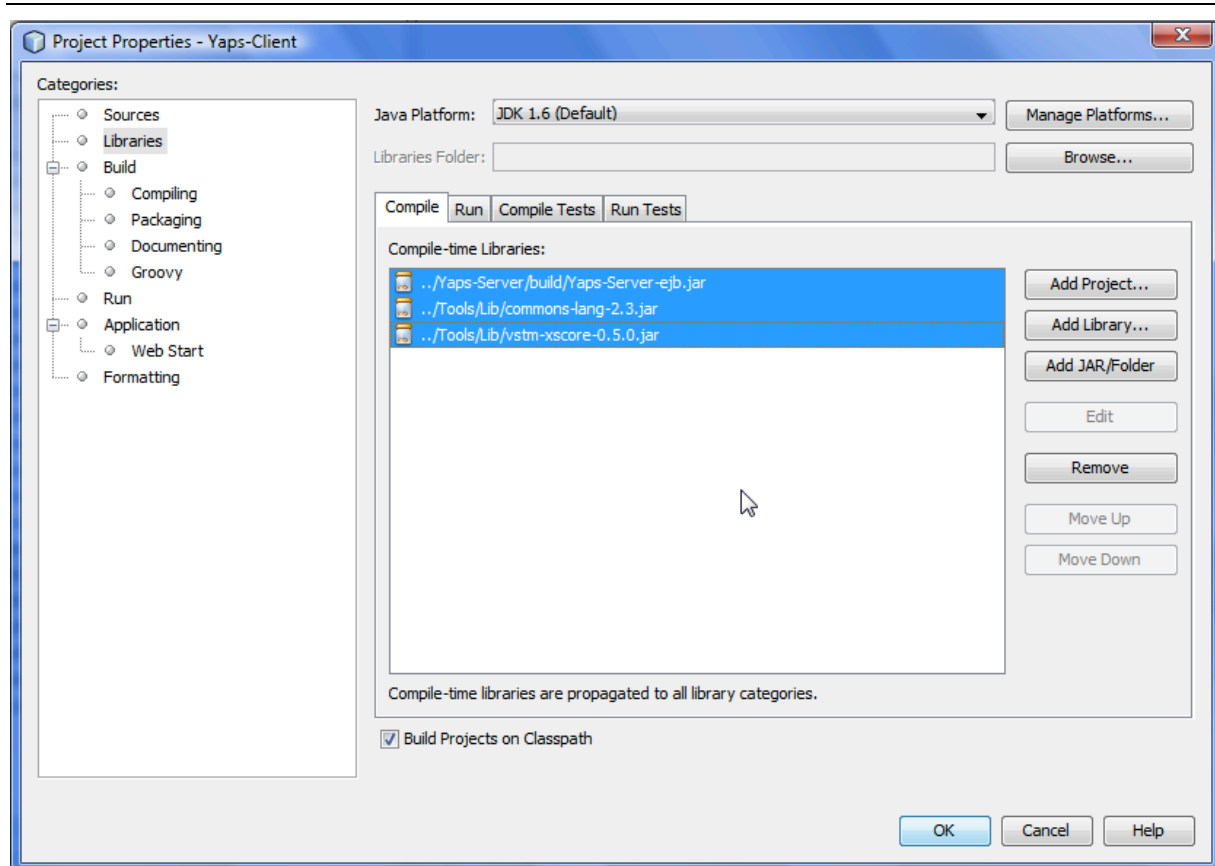 Project Properties - Yaps-Client
Categories:
Sources
Libraries
Build
Compiling
Packaging
Documenting
Groovy
Run
Application
Web Start
Formatting
Java Platform: JDK 1.6 (Default) Manage Platforms...
Libraries Folder: Browse...
Compile Run Compile Tests Run Tests
Compile-time Libraries:
../Yaps-Server/build/Yaps-Server-ejb.jar
../Tools/Lib/commons-lang-2.3.jar
../Tools/Lib/vstm-xscore-0.5.0.jar
Add Project...
Add Library...
Add JAR/Folder
Edit
Remove
Move Up
Move Down
Compile-time libraries are propagated to all library categories.
Build Projects on Classpath
OK Cancel Help